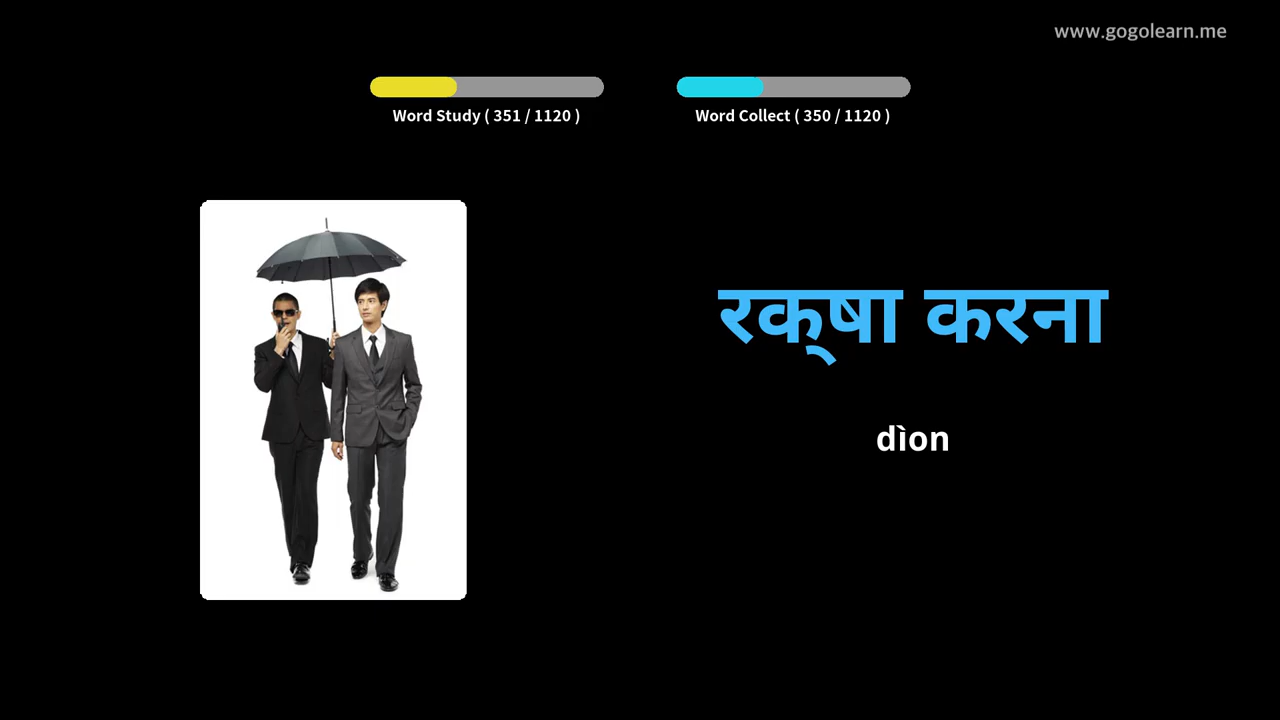 www.gogolearn.me
Word Study ( 351 / 1120 )
Word Collect ( 350 / 1120 )
रक्षा करना
dìon